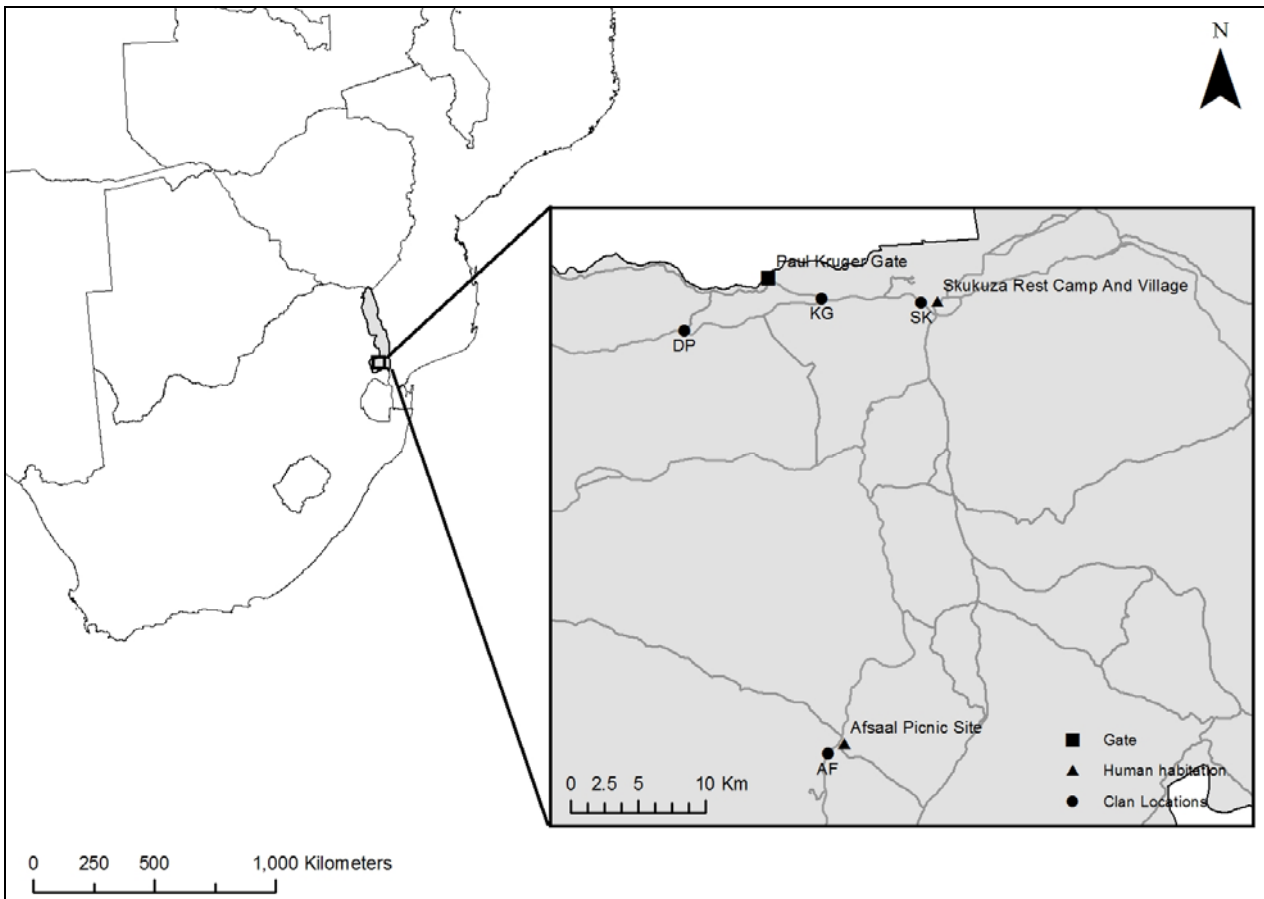 N
Paul Kruger Gate
Skukuza Rest Camp And Village
KG
SK
DP
Afsaal Picnic Site
AF
Gate
Human habitation
Clan Locations
0 2.5 5 10 Km
0 250 500 1,000 Kilometers